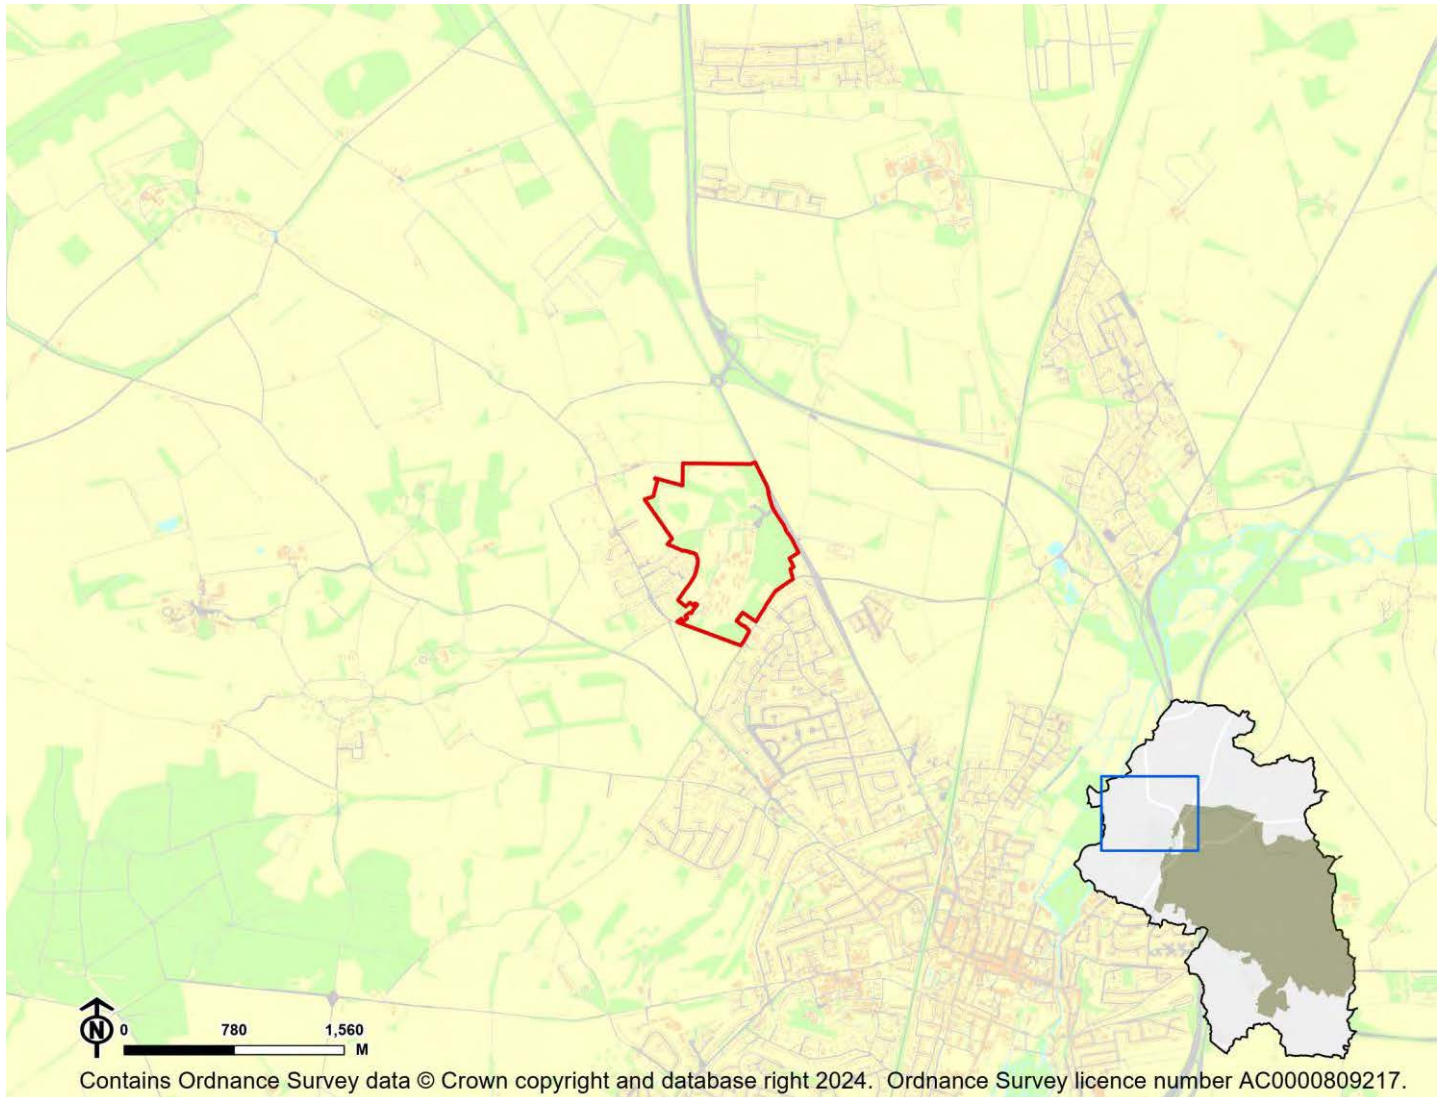 N
0 780 1,560
M
Contains Ordnance Survey data © Crown copyright and database right 2024. Ordnance Survey licence number AC0000809217.